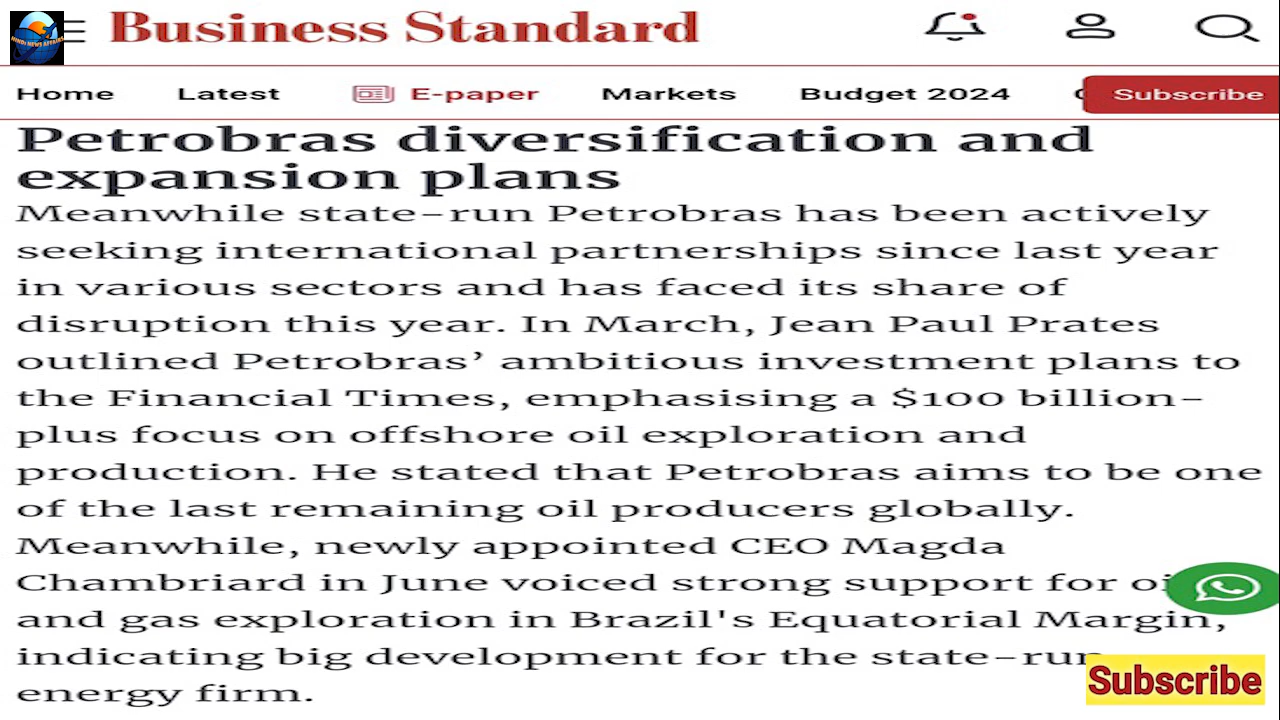 HINDI NEWS AFFAIRS
Business Standard
Home Latest E-paper Markets Budget 2024 Subscribe
Petrobras diversification and
expansion plans
Meanwhile state-run Petrobras has been actively
seeking international partnerships since last year
in various sectors and has faced its share of
disruption this year. In March, Jean Paul Prates
outlined Petrobras’ ambitious investment plans to
the Financial Times, emphasising a $100 billion-
plus focus on offshore oil exploration and
production. He stated that Petrobras aims to be one
of the last remaining oil producers globally.
Meanwhile, newly appointed CEO Magda
Chambriard in June voiced strong support for oi
and gas exploration in Brazil's Equatorial Margin,
indicating big development for the state-run
energy firm.
Subscribe